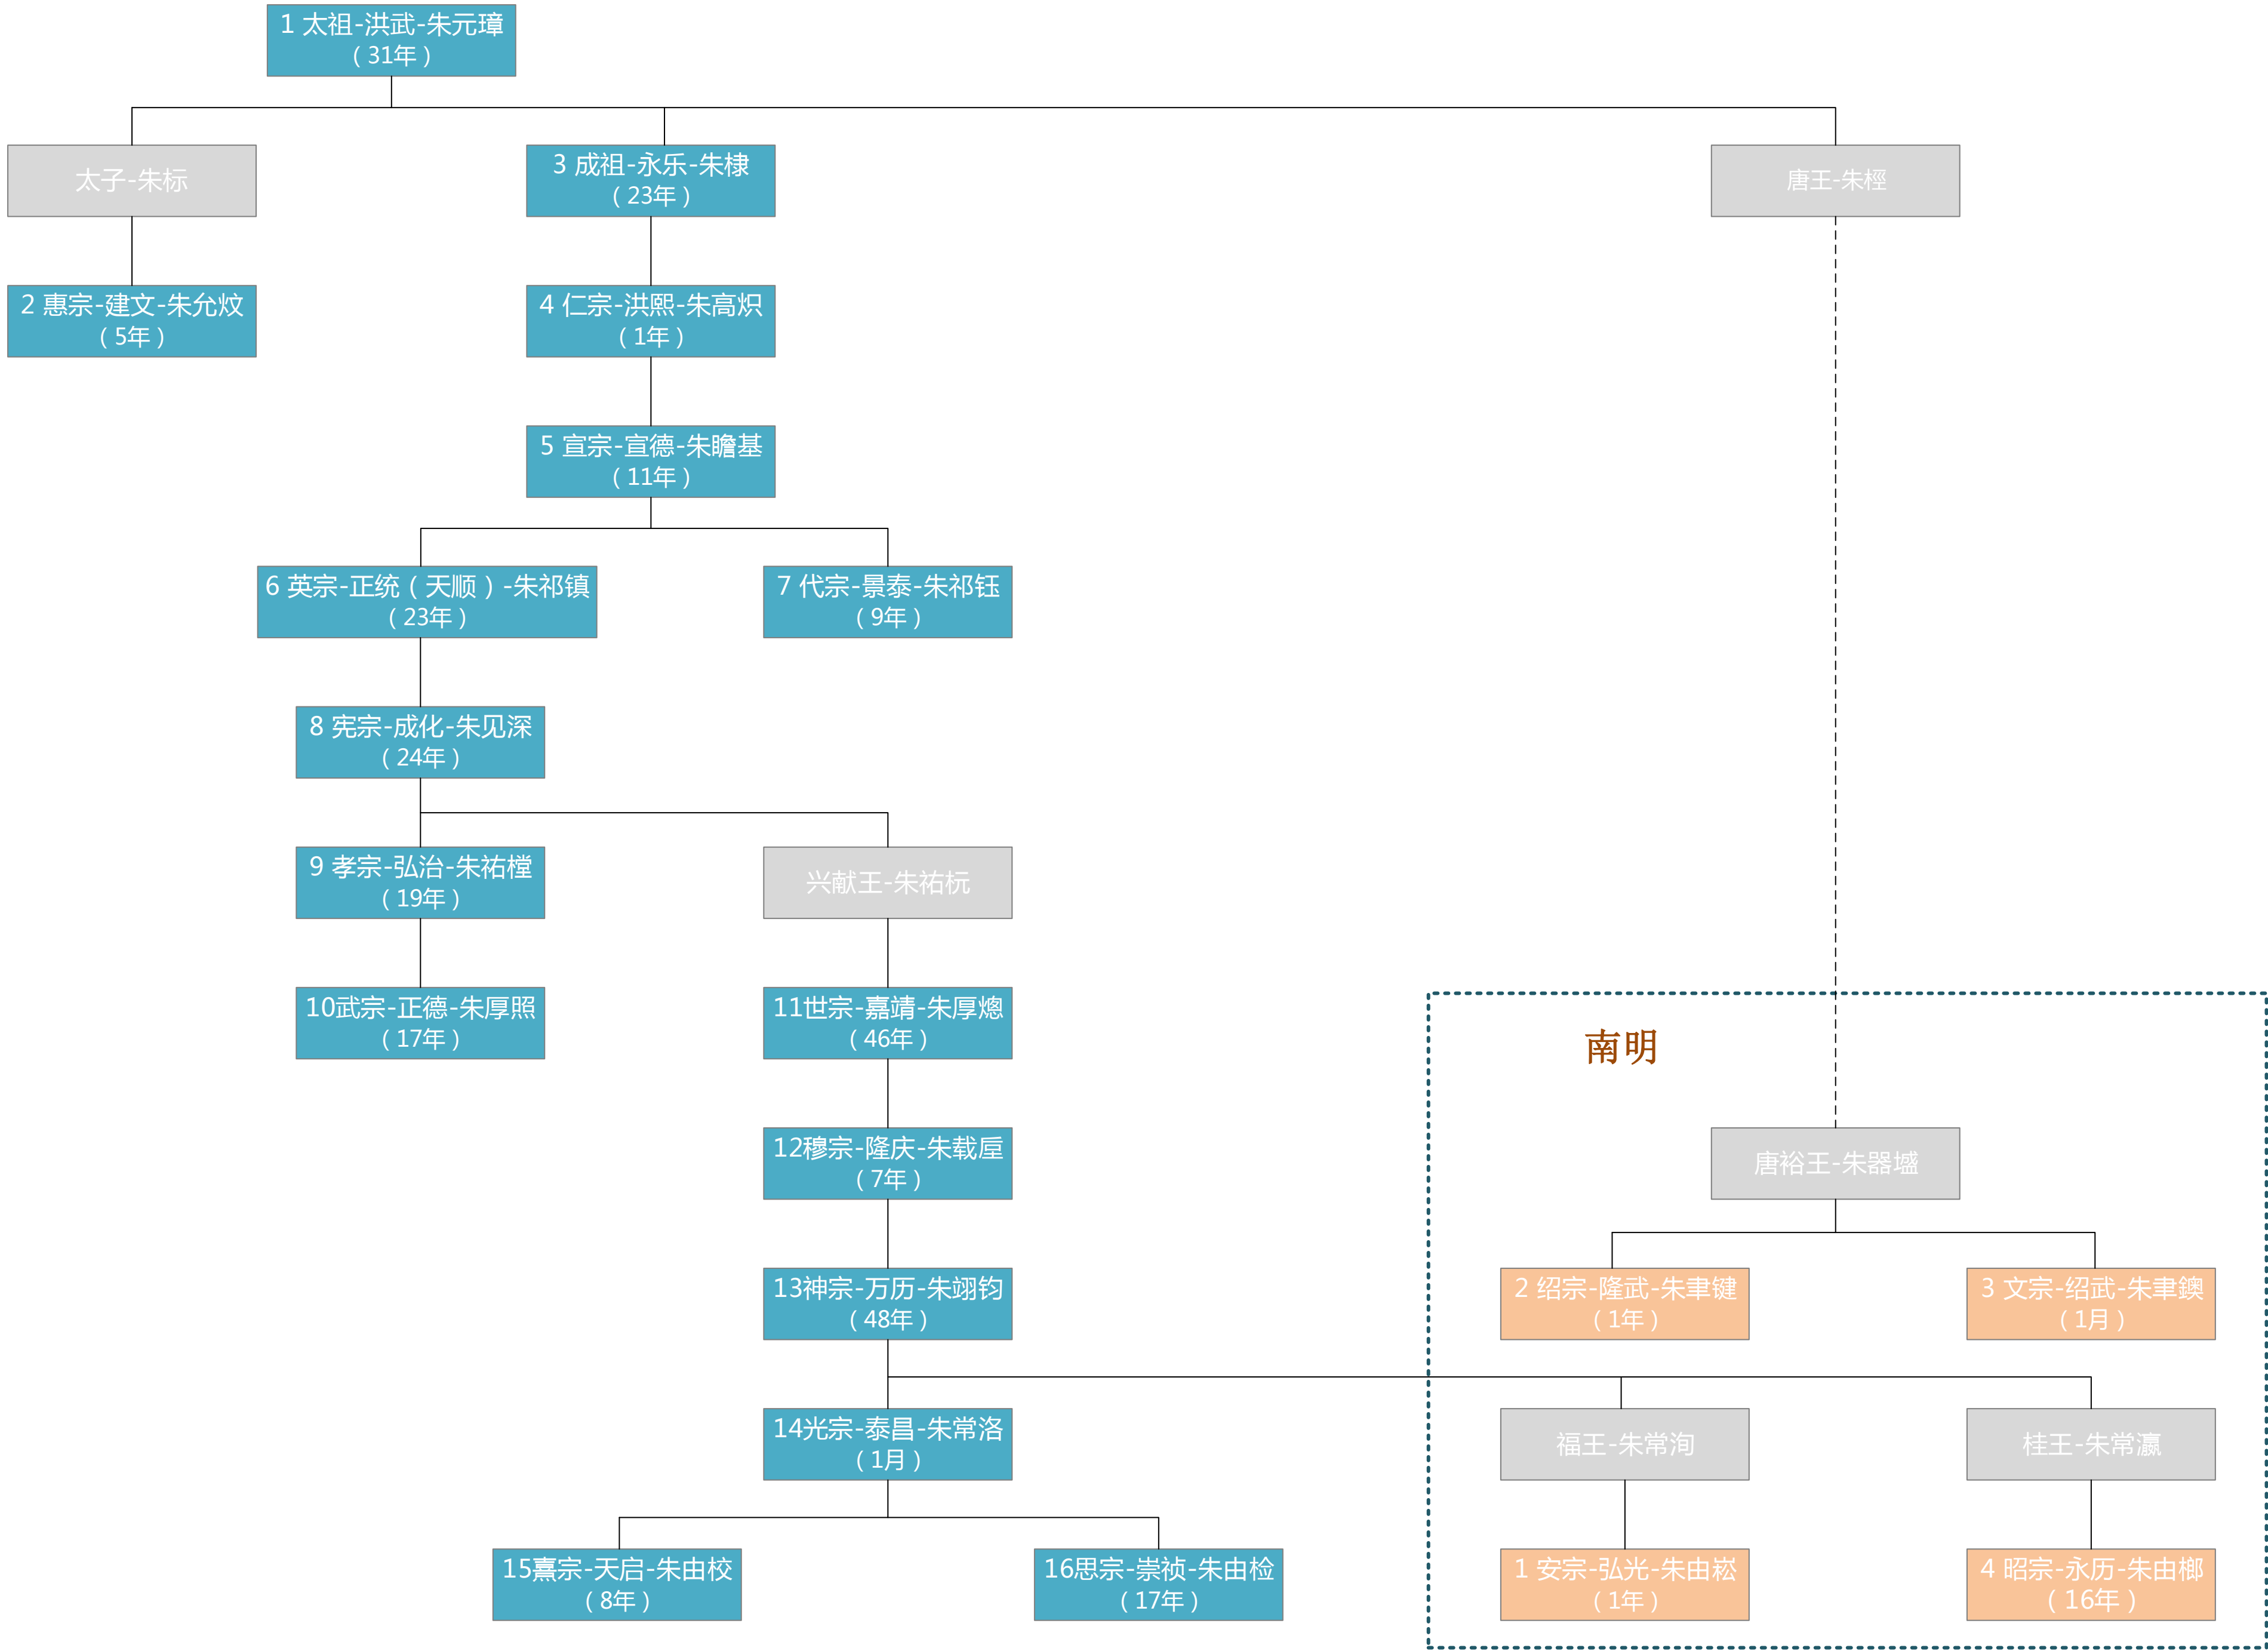 1 太祖-洪武-朱元璋
（31年）
太子-朱标
3 成祖-永乐-朱棣
（23年）
唐王-朱桱
2 惠宗-建文-朱允炆
（5年）
4 仁宗-洪熙-朱高炽
（1年）
5 宣宗-宣德-朱瞻基
（11年）
6 英宗-正统（天顺）-朱祁镇
（23年）
7 代宗-景泰-朱祁钰
（9年）
8 宪宗-成化-朱见深
（24年）
9 孝宗-弘治-朱祐樘
（19年）
兴献王-朱祐杬
10武宗-正德-朱厚照
（17年）
11世宗-嘉靖-朱厚熜
（46年）
南明
12穆宗-隆庆-朱载垕
（7年）
唐裕王-朱器墭
13神宗-万历-朱翊钧
（48年）
2 绍宗-隆武-朱聿键
（1年）
3 文宗-绍武-朱聿鐭
（1月）
14光宗-泰昌-朱常洛
（1月）
福王-朱常洵
桂王-朱常瀛
15熹宗-天启-朱由校
（8年）
16思宗-崇祯-朱由检
（17年）
1 安宗-弘光-朱由崧
（1年）
4 昭宗-永历-朱由榔
（16年）